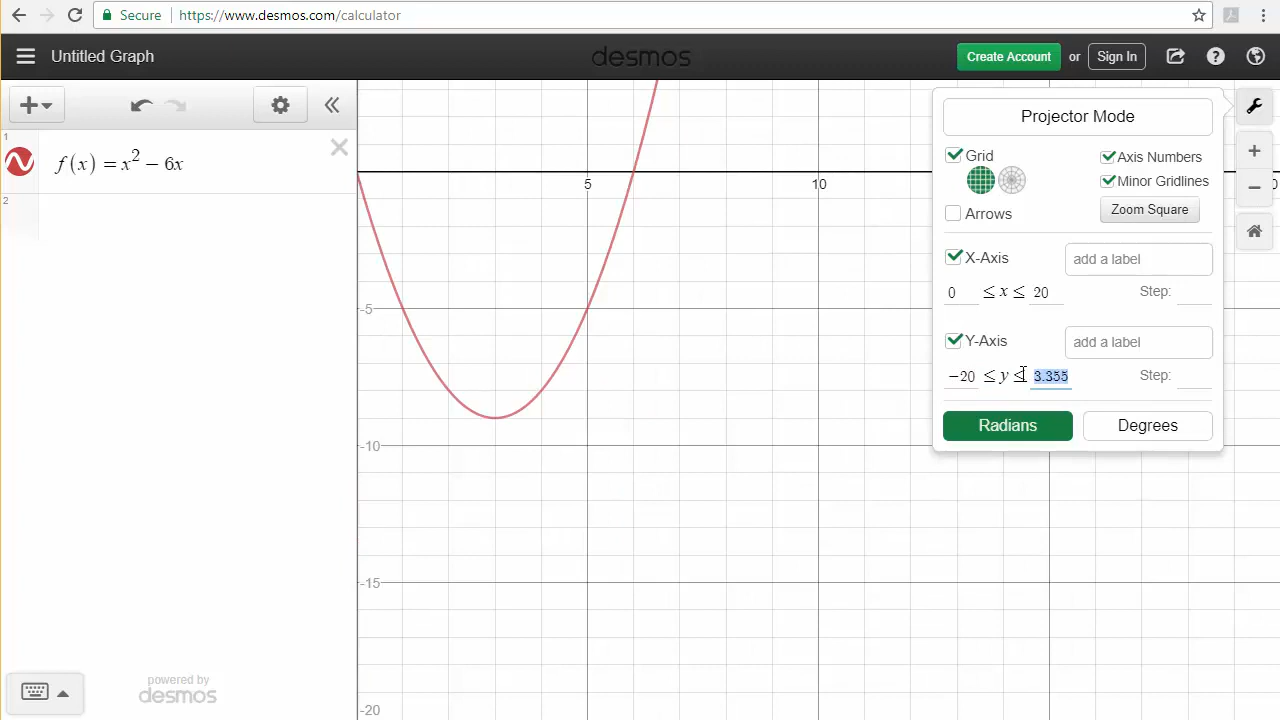 Secure https://www.desmos.com/calculator
Untitled Graph
desmos
Create Account or Sign In
1
f(x) = x² − 6x
2
powered by
desmos
5 10 0
-5
-10
-15
-20
Projector Mode
Grid
Axis Numbers
Minor Gridlines
Arrows
Zoom Square
X-Axis add a label
0 ≤ x ≤ 20 Step:
Y-Axis add a label
−20 ≤ y ≤ 3.355 Step:
Radians Degrees